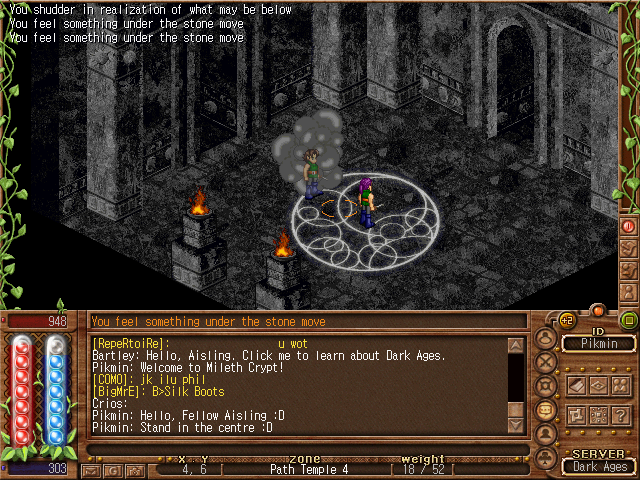 You shudder in realization of what may be below
You feel something under the stone move
You feel something under the stone move
948
You feel something under the stone move
+2
ID
Pikmin
[RepeRtoiRe]: u wot
Bartley: Hello, Aisling. Click me to learn about Dark Ages.
Pikmin: Welcome to Mileth Crypt!
[COMO]: jk ilu phil
[BigMrE]: B>Silk Boots
Crios:
Pikmin: Hello, Fellow Aisling :D
Pikmin: Stand in the centre :D
?
303
G
x y zone weight
4, 6 [ Path Temple 4 [ 18 / 52 [
SERVER
Dark Ages